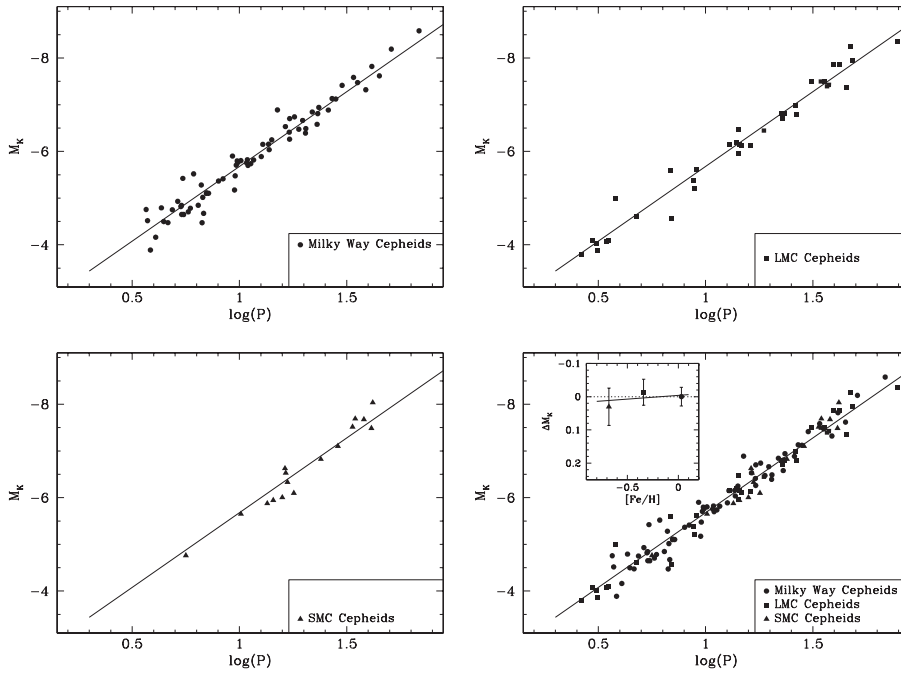 -8
-6
-4
M_K
Milky Way Cepheids
0.5 1 1.5
log(P)
-8
-6
-4
M_K
LMC Cepheids
0.5 1 1.5
log(P)
-8
-6
-4
M_K
SMC Cepheids
0.5 1 1.5
log(P)
-8
-6
-4
M_K
-0.1
0
0.1
0.2
ΔM_K
-0.5 0
[Fe/H]
Milky Way Cepheids
LMC Cepheids
SMC Cepheids
0.5 1 1.5
log(P)